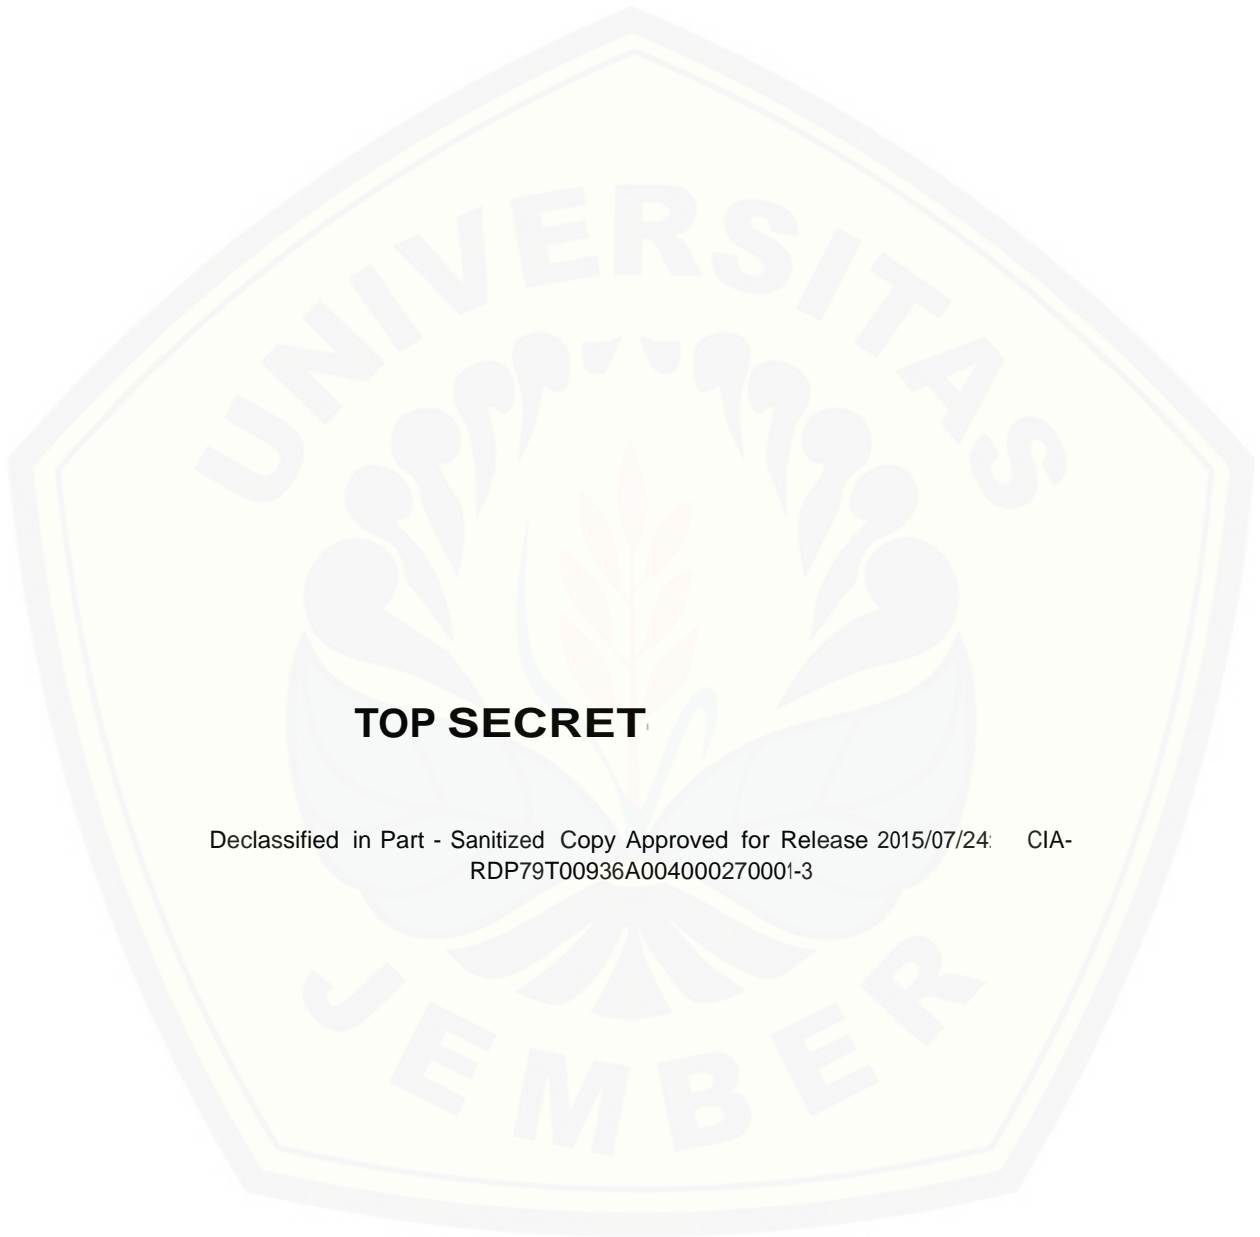 UNIVERSITAS
TOP SECRET
Declassified in Part - Sanitized Copy Approved for Release 2015/07/24: CIA-
RDP79T00936A004000270001-3
JEMBER